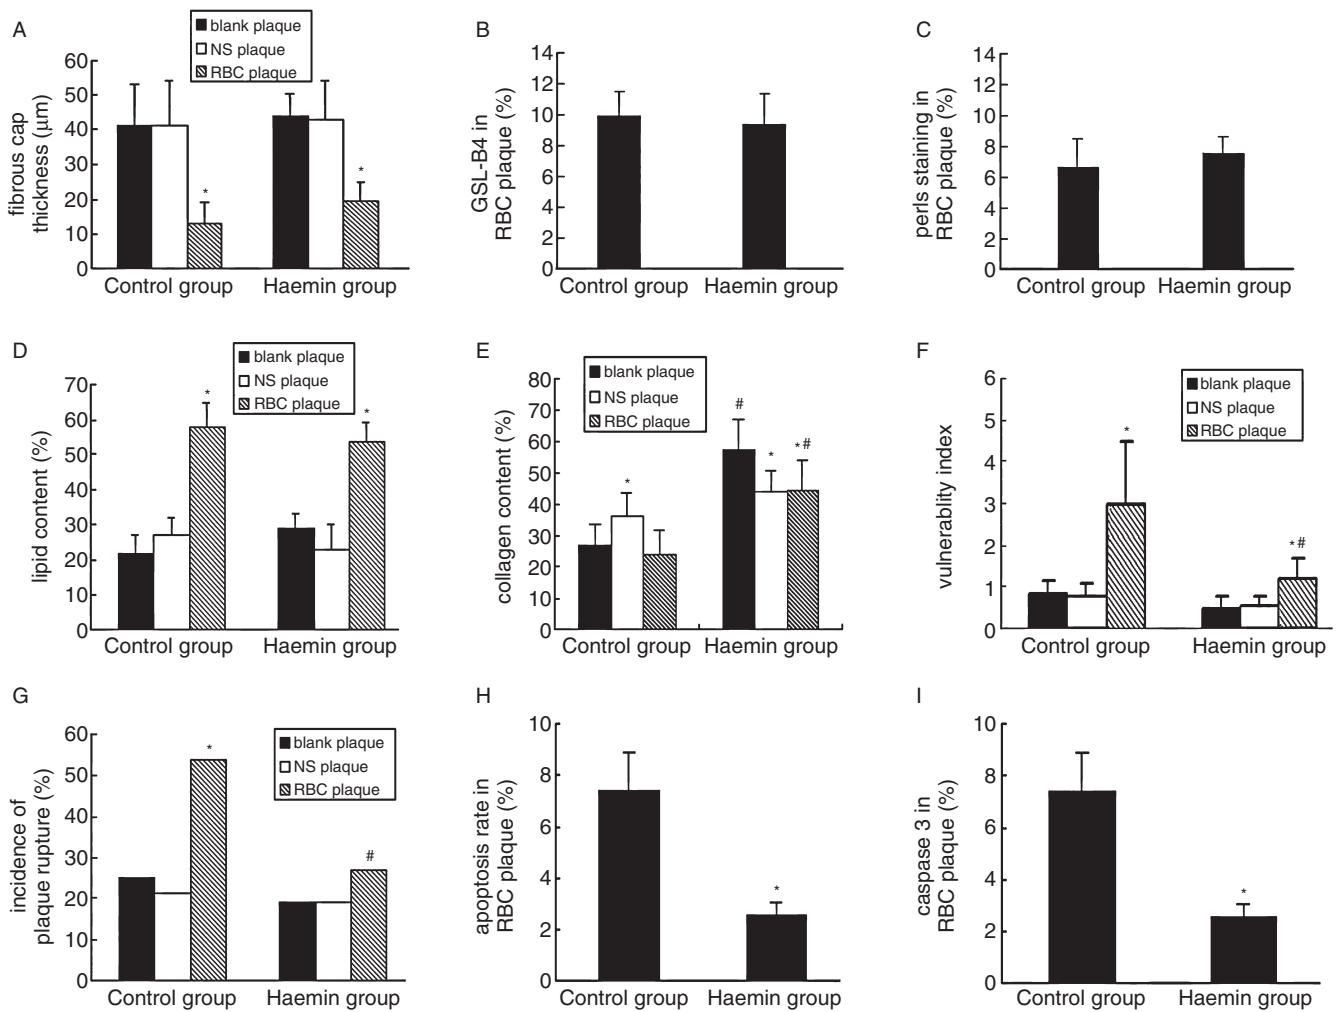 A
blank plaque
NS plaque
RBC plaque
fibrous cap
thickness (μm)
60
50
40
30
20
10
0
*
*
Control group
Haemin group
B
GSL-B4 in
RBC plaque (%)
14
12
10
8
6
4
2
0
Control group
Haemin group
C
perls staining in
RBC plaque (%)
14
12
10
8
6
4
2
0
Control group
Haemin group
D
blank plaque
NS plaque
RBC plaque
lipid content (%)
70
60
50
40
30
20
10
0
*
*
Control group
Haemin group
E
blank plaque
NS plaque
RBC plaque
collagen content (%)
80
70
60
50
40
30
20
10
0
*
#
*
*#
Control group
Haemin group
F
blank plaque
NS plaque
RBC plaque
vulnerablity index
6
5
4
3
2
1
0
*
*#
Control group
Haemin group
G
blank plaque
NS plaque
RBC plaque
incidence of
plaque rupture (%)
60
50
40
30
20
10
0
*
#
Control group
Haemin group
H
apoptosis rate in
RBC plaque (%)
10
8
6
4
2
0
*
Control group
Haemin group
I
caspase 3 in
RBC plaque (%)
10
8
6
4
2
0
*
Control group
Haemin group